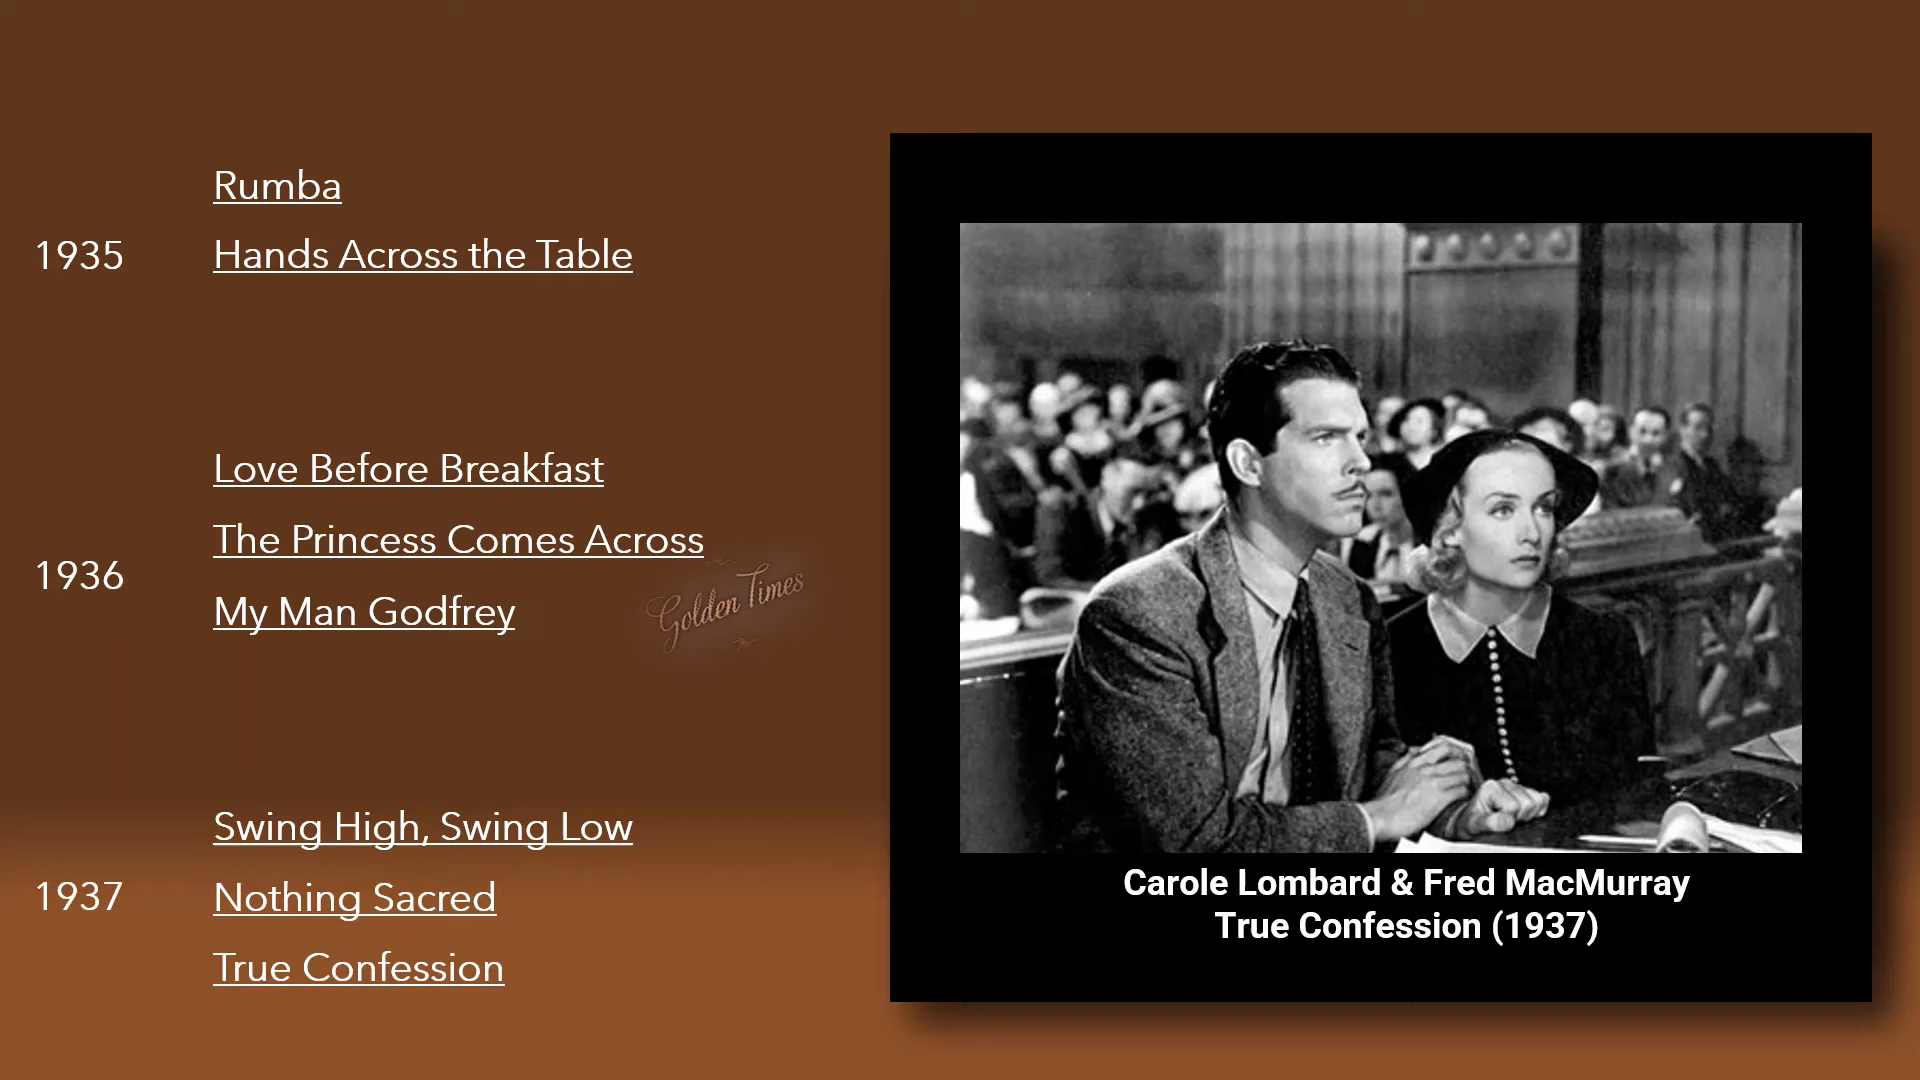 Rumba
1935
Hands Across the Table
Love Before Breakfast
The Princess Comes Across
1936
My Man Godfrey
Golden Times
Swing High, Swing Low
1937
Nothing Sacred
True Confession
Carole Lombard & Fred MacMurray
True Confession (1937)